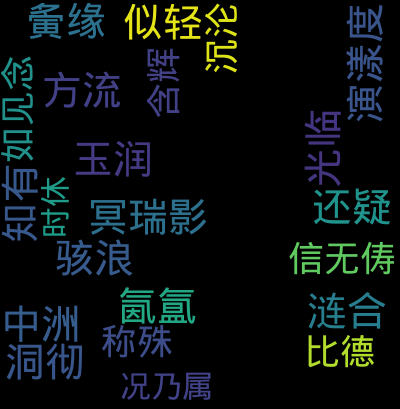 夤缘
似轻
沉沦
演漾度
含辉
如见念
方流
光临
玉润
知有
时休
还疑
冥瑞影
骇浪
信无俦
氤氲
涟合
中洲
称殊
比德
洞彻
况乃属